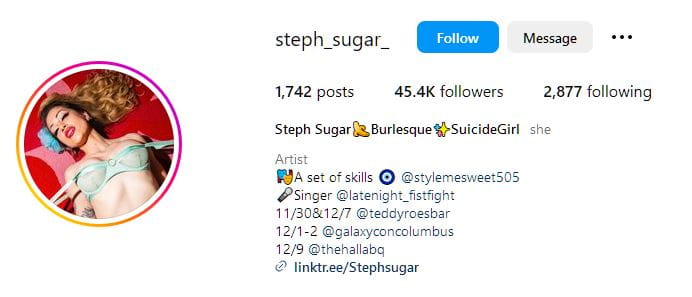 steph_sugar_ Follow Message •••
1,742 posts 45.4K followers 2,877 following
Steph Sugar💪Burlesque✨SuicideGirl she
Artist
🎭A set of skills 🧿 @stylemesweet505
🎤Singer @latenight_fistfight
11/30&12/7 @teddyroesbar
12/1-2 @galaxyconcolumbus
12/9 @thehallabq
linktr.ee/Stephsugar